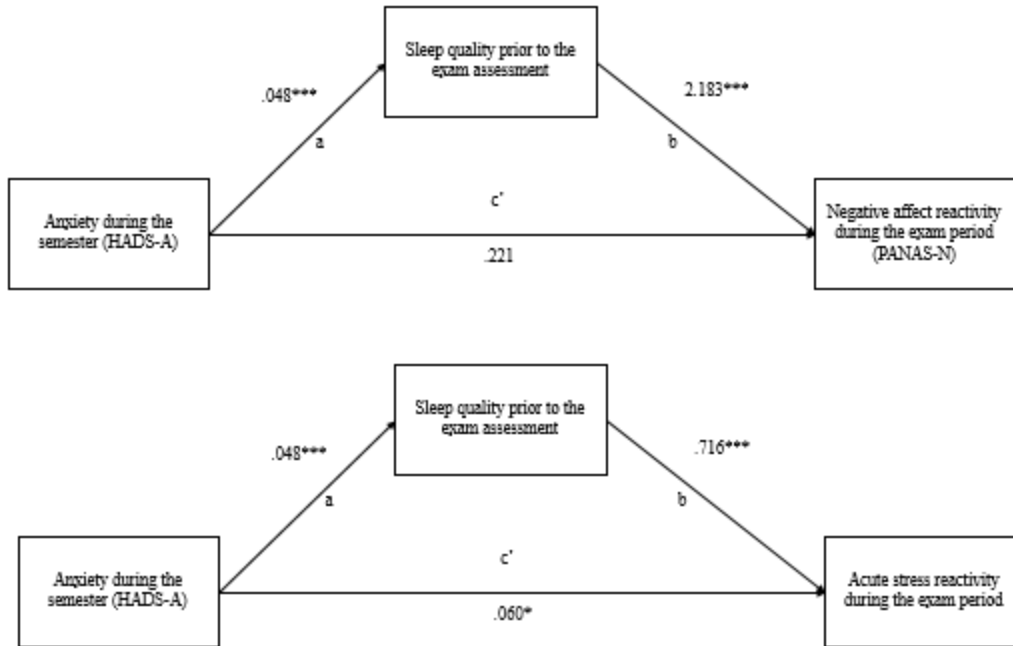 Sleep quality prior to the
exam assessment
.048***
2.183***
a
b
c’
Anxiety during the
semester (HADS-A)
.221
Negative affect reactivity
during the exam period
(PANAS-N)
Sleep quality prior to the
exam assessment
.048***
.716***
a
b
c’
Anxiety during the
semester (HADS-A)
.060*
Acute stress reactivity
during the exam period